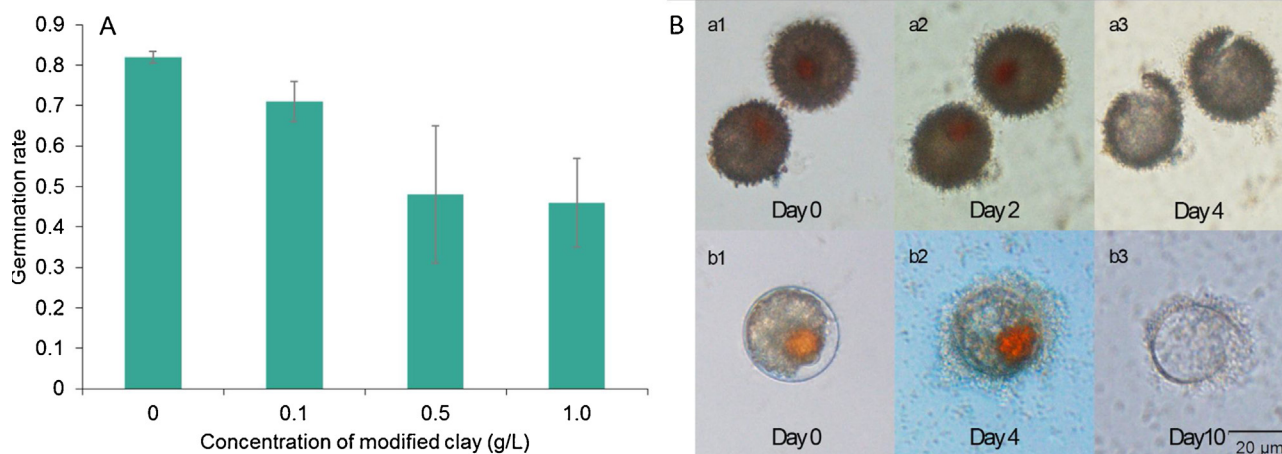 A
Germination rate
0.9
0.8
0.7
0.6
0.5
0.4
0.3
0.2
0.1
0
0 0.1 0.5 1.0
Concentration of modified clay (g/L)
B
a1 a2 a3
Day 0 Day 2 Day 4
b1 b2 b3
Day 0 Day 4 Day10
20 µm